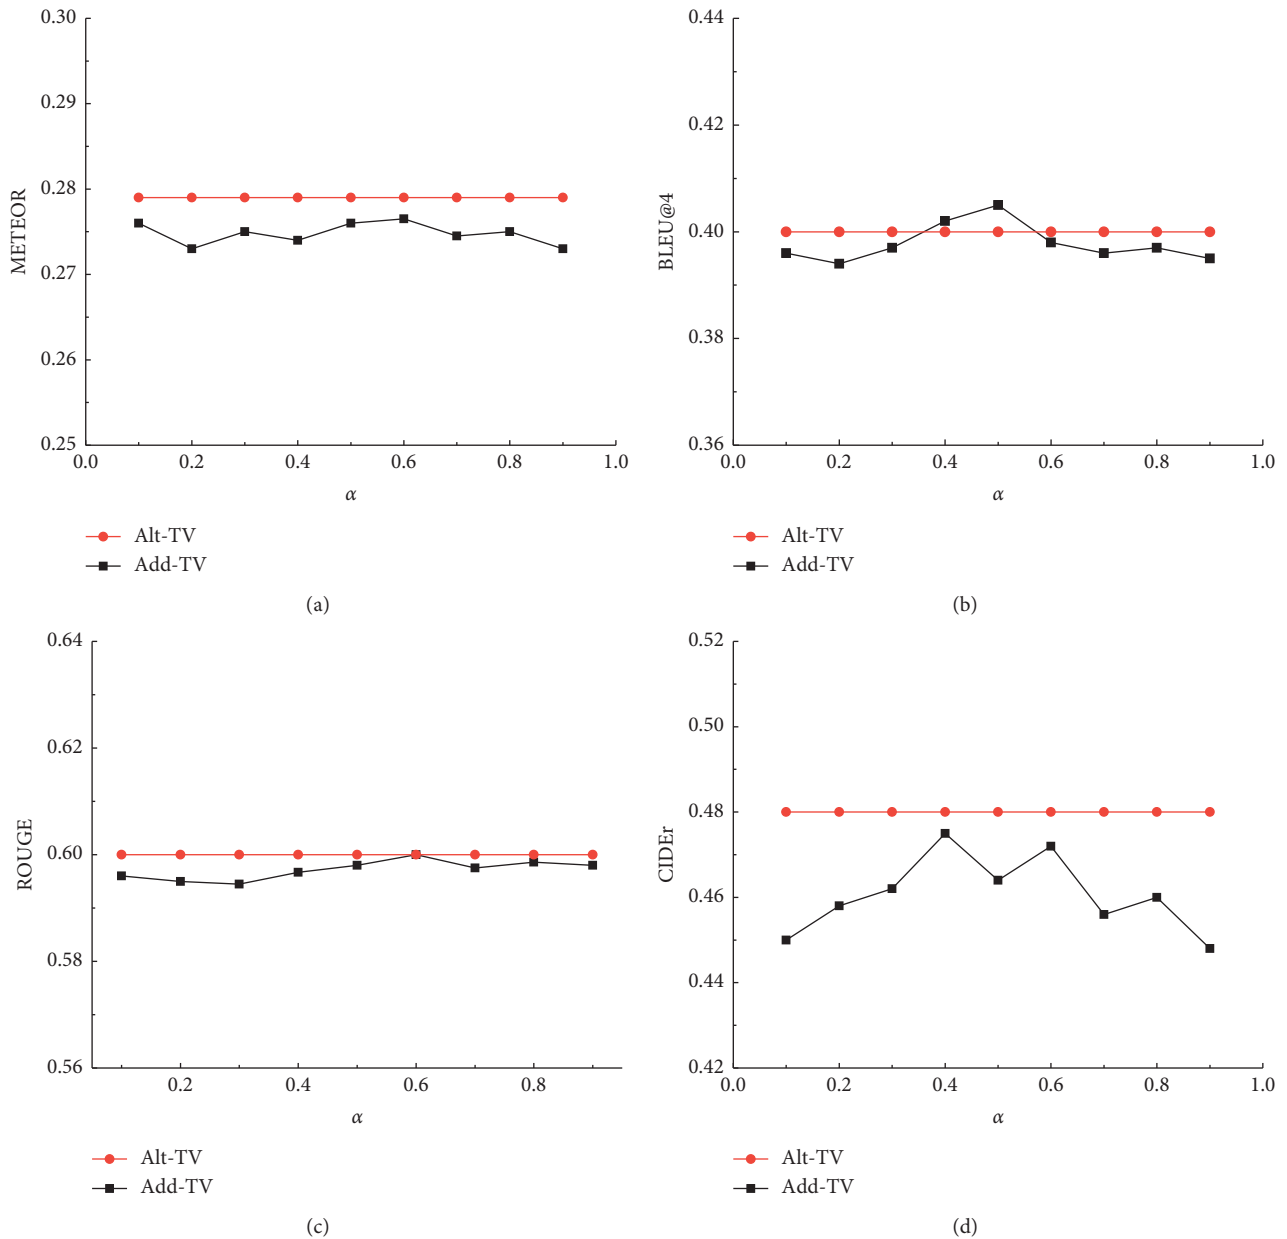 0.30
0.29
0.28
0.27
0.26
0.25
METEOR
0.0 0.2 0.4 0.6 0.8 1.0
α
Alt-TV
Add-TV
(a)
0.44
0.42
0.40
0.38
0.36
BLEU@4
0.0 0.2 0.4 0.6 0.8 1.0
α
Alt-TV
Add-TV
(b)
0.64
0.62
0.60
0.58
0.56
ROUGE
0.2 0.4 0.6 0.8
α
Alt-TV
Add-TV
(c)
0.52
0.50
0.48
0.46
0.44
0.42
CIDEr
0.0 0.2 0.4 0.6 0.8 1.0
α
Alt-TV
Add-TV
(d)